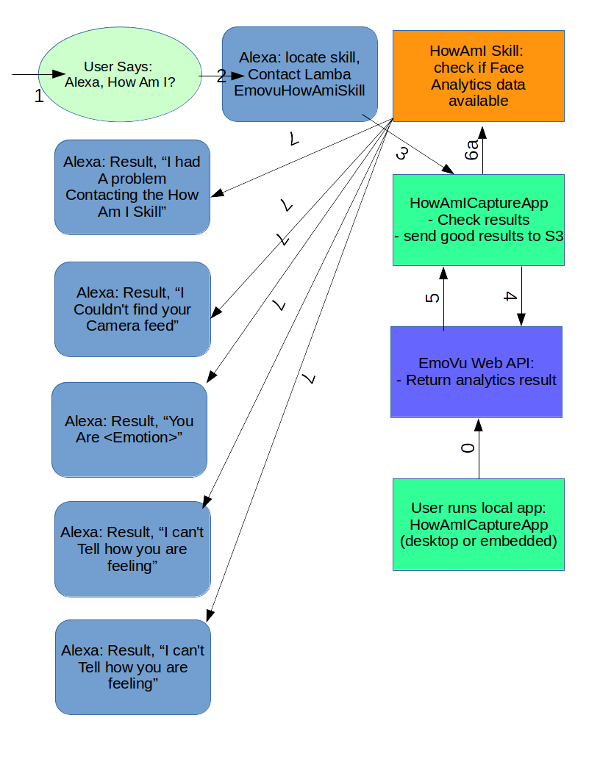 User Says:
Alexa, How Am I?
1
2
Alexa: locate skill,
Contact Lamba
EmovuHowAmiSkill
HowAmI Skill:
check if Face
Analytics data
available
3
6a
7
7
7
7
7
Alexa: Result, “I had
A problem
Contacting the How
Am I Skill”
HowAmICaptureApp
- Check results
- send good results to S3
Alexa: Result, “I
Couldn't find your
Camera feed”
5
4
EmoVu Web API:
- Return analytics result
Alexa: Result, “You
Are <Emotion>”
0
User runs local app:
HowAmICaptureApp
(desktop or embedded)
Alexa: Result, “I can't
Tell how you are
feeling”
Alexa: Result, “I can't
Tell how you are
feeling”